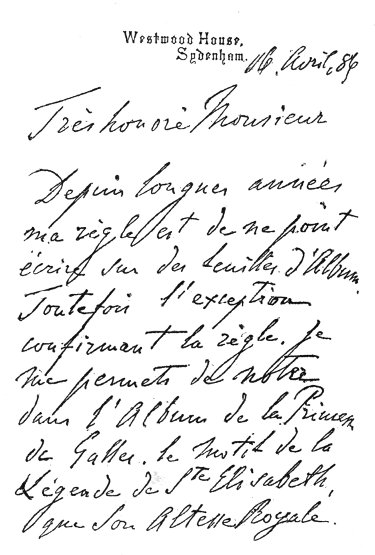 Westwood House,
Sydenham.
16 Avril, 86
Très honoré Monsieur
Depuis longues années
ma règle est de ne point
écrire sur des feuilles d'Album.
Toutefois l'exception
confirmant la règle, je
me permets de noter
dans l'Album de la Princesse
de Galles, le motif de la
Légende de Ste Elisabeth,
que Son Altesse Royale.